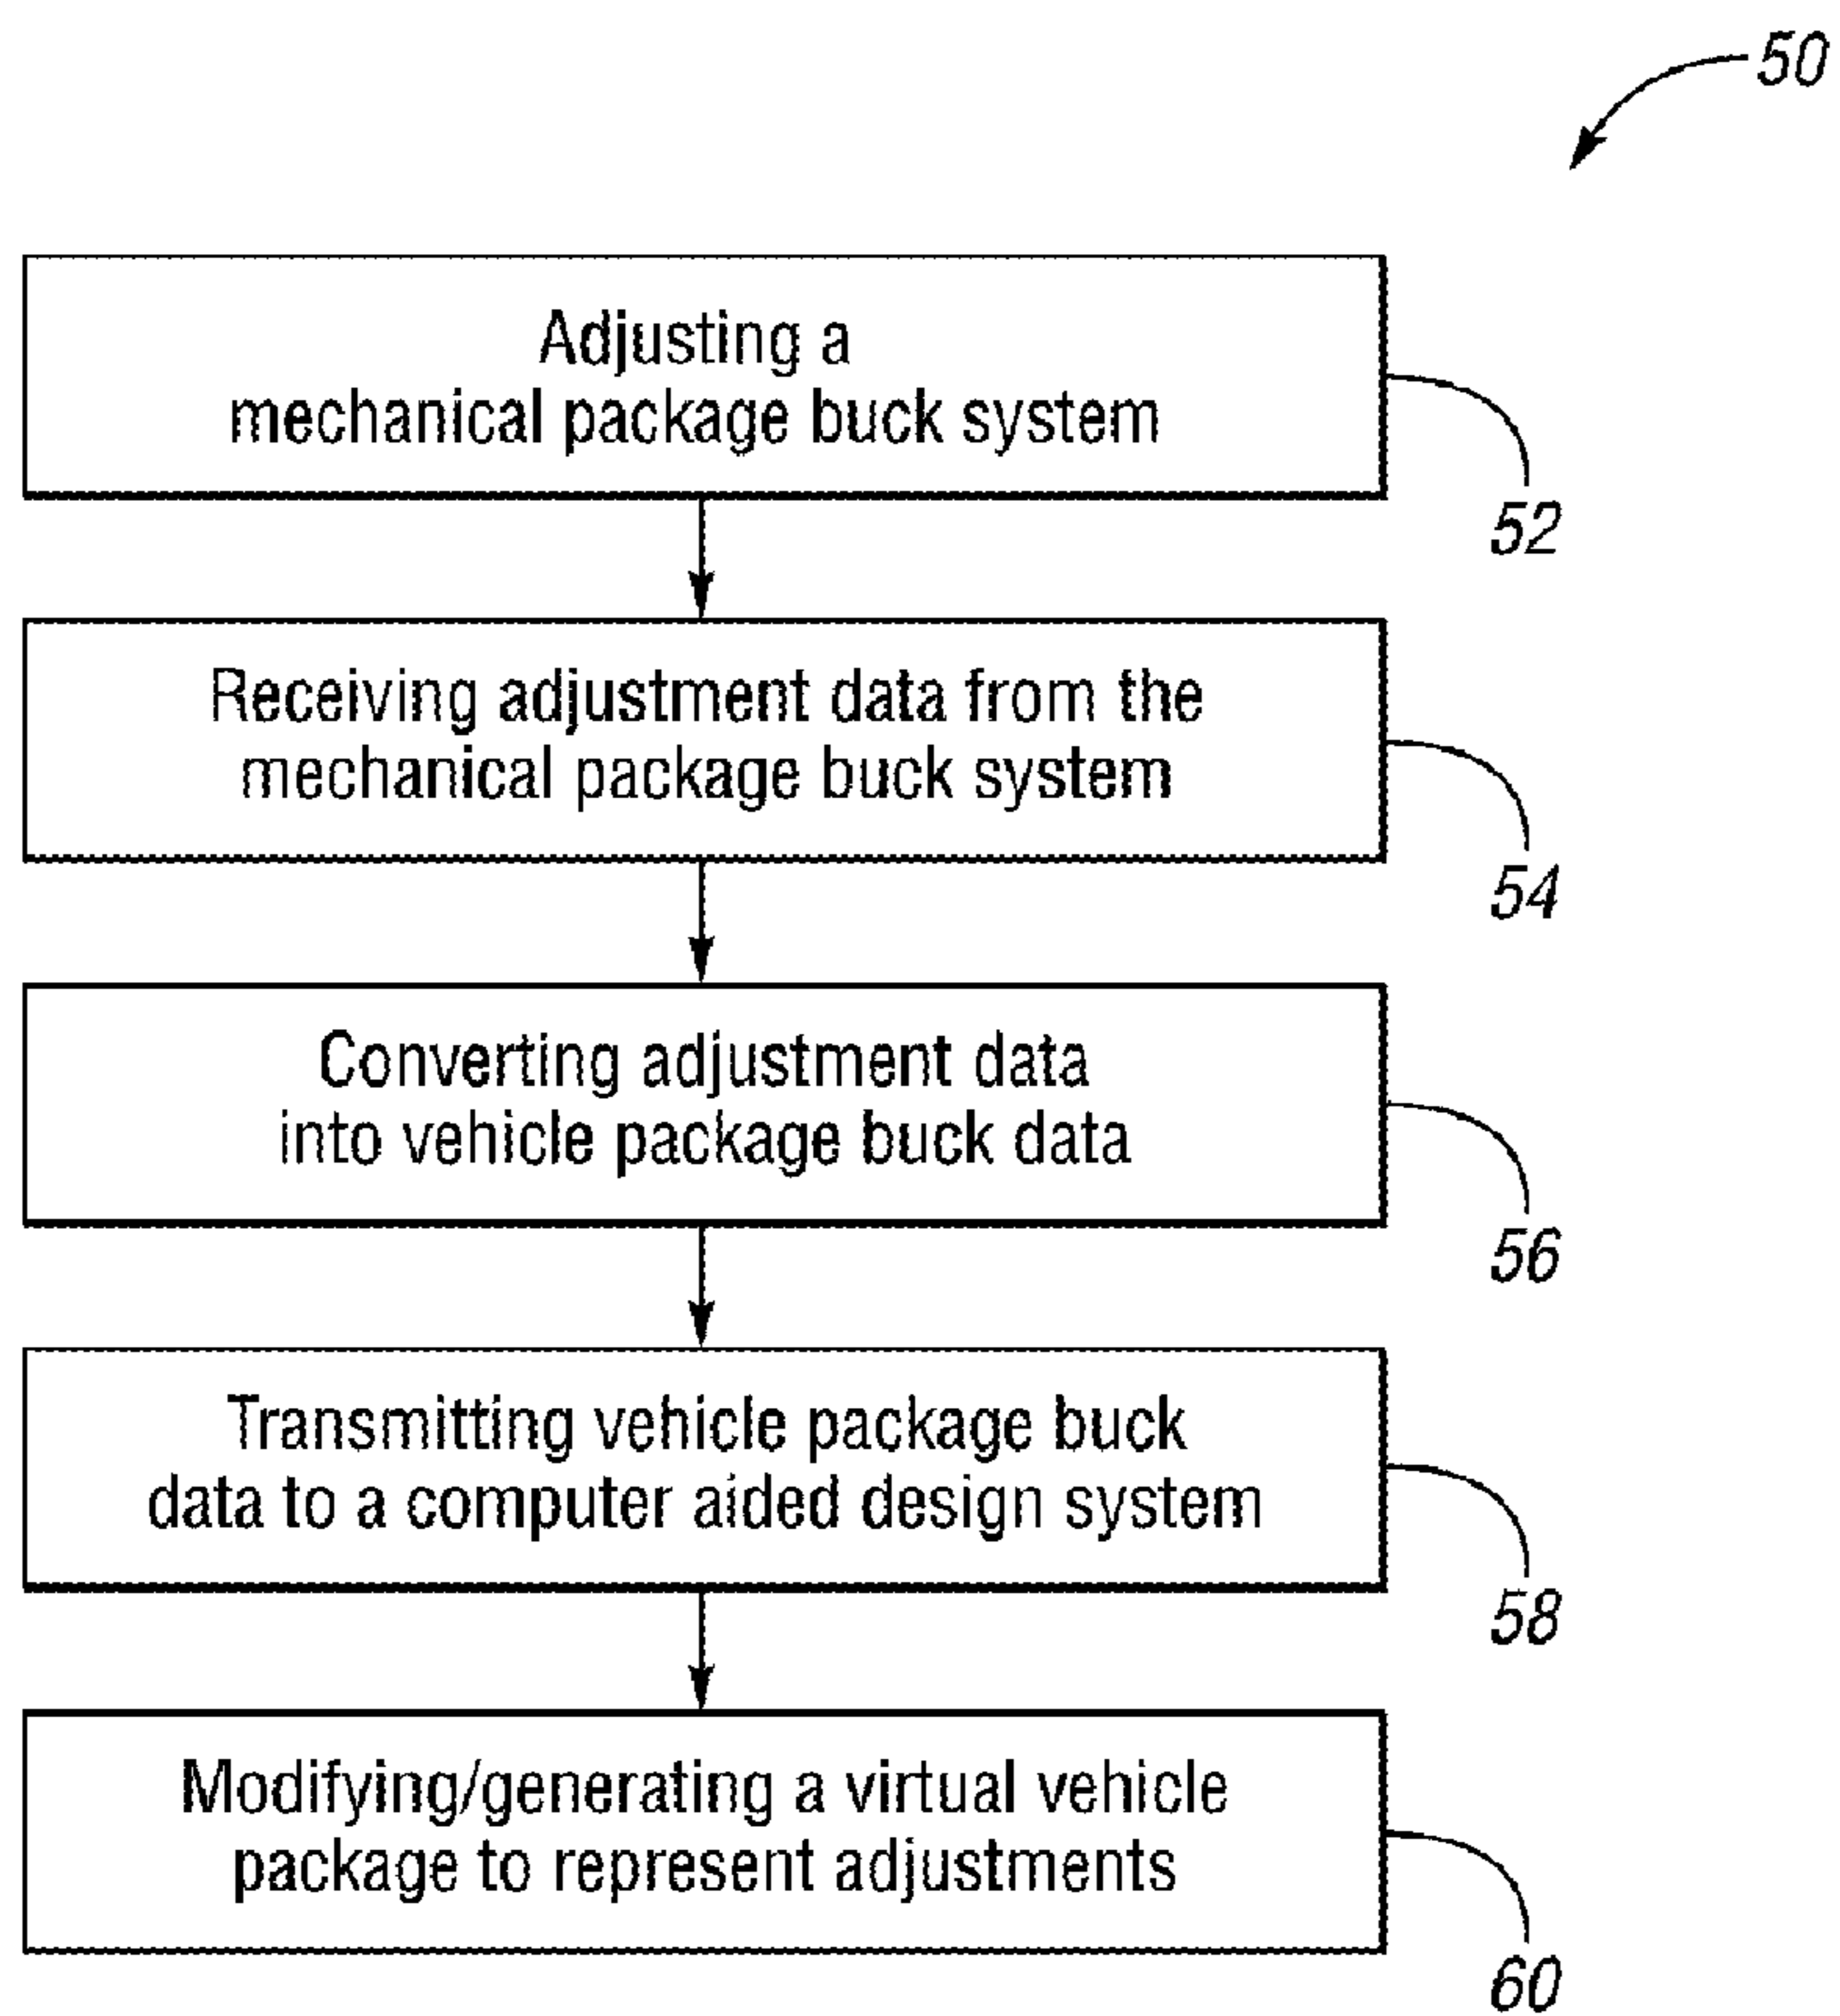 50
Adjusting a
mechanical package buck system
52
Receiving adjustment data from the
mechanical package buck system
54
Converting adjustment data
into vehicle package buck data
56
Transmitting vehicle package buck
data to a computer aided design system
58
Modifying/generating a virtual vehicle
package to represent adjustments
60